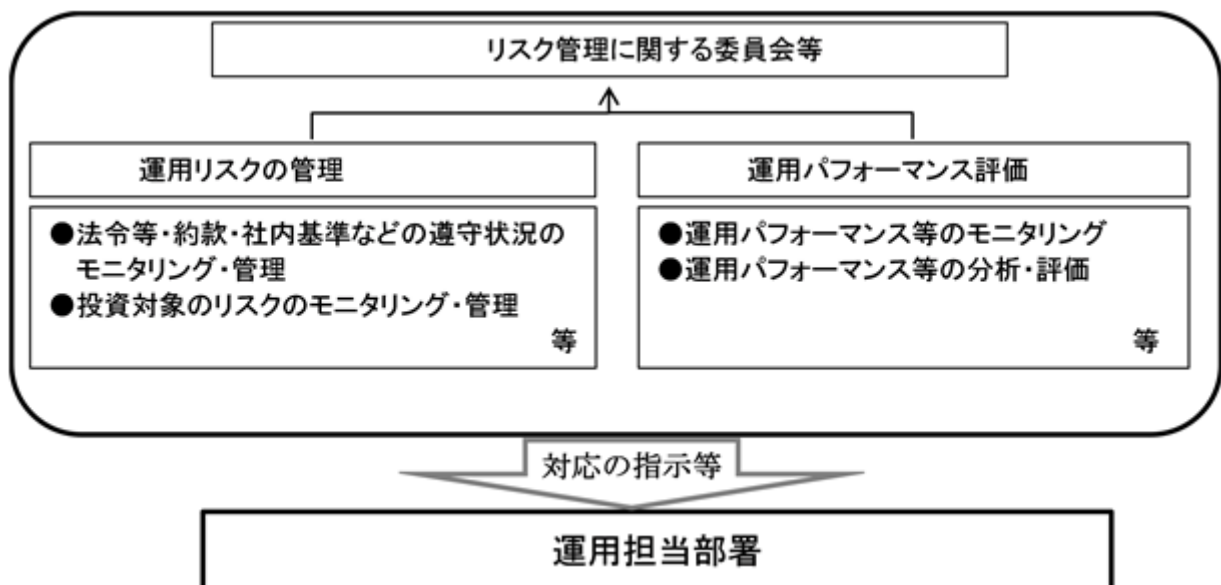 リスク管理に関する委員会等
運用リスクの管理
●法令等・約款・社内基準などの遵守状況の
モニタリング・管理
●投資対象のリスクのモニタリング・管理
等
運用パフォーマンス評価
●運用パフォーマンス等のモニタリング
●運用パフォーマンス等の分析・評価
等
対応の指示等
運用担当部署